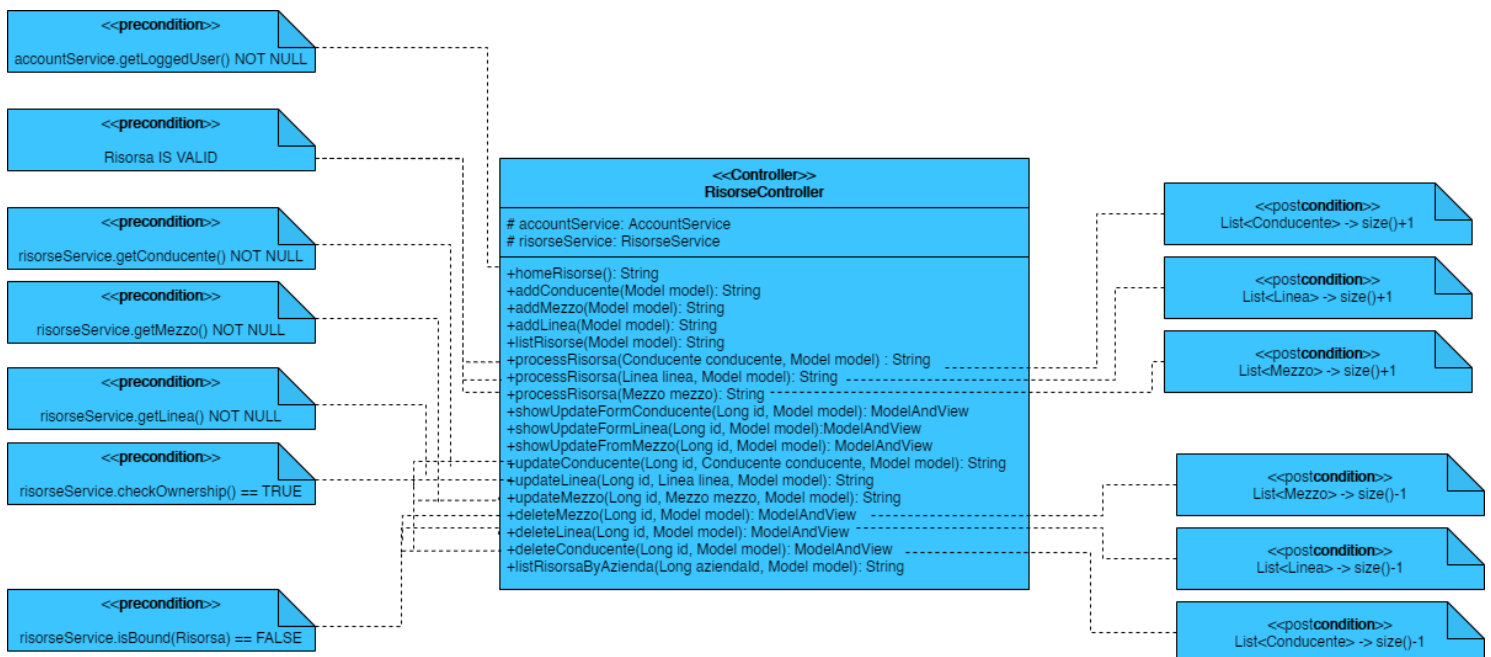 <<precondition>>
accountService.getLoggedUser() NOT NULL
<<precondition>>
Risorsa IS VALID
<<precondition>>
risorseService.getConducente() NOT NULL
<<precondition>>
risorseService.getMezzo() NOT NULL
<<precondition>>
risorseService.getLinea() NOT NULL
<<precondition>>
risorseService.checkOwnership() == TRUE
<<precondition>>
risorseService.isBound(Risorsa) == FALSE
<<Controller>>
RisorseController
# accountService: AccountService
# risorseService: RisorseService
+homeRisorse(): String
+addConducente(Model model): String
+addMezzo(Model model): String
+addLinea(Model model): String
+listRisorse(Model model): String
+processRisorsa(Conducente conducente, Model model) : String
+processRisorsa(Linea linea, Model model): String
+processRisorsa(Mezzo mezzo): String
+showUpdateFormConducente(Long id, Model model): ModelAndView
+showUpdateFormLinea(Long id, Model model):ModelAndView
+showUpdateFromMezzo(Long id, Model model): ModelAndView
+updateConducente(Long id, Conducente conducente, Model model): String
+updateLinea(Long id, Linea linea, Model model): String
+updateMezzo(Long id, Mezzo mezzo, Model model): String
+deleteMezzo(Long id, Model model): ModelAndView
+deleteLinea(Long id, Model model): ModelAndView
+deleteConducente(Long id, Model model): ModelAndView
+listRisorsaByAzienda(Long aziendaId, Model model): String
<<postcondition>>
List<Conducente> -> size()+1
<<postcondition>>
List<Linea> -> size()+1
<<postcondition>>
List<Mezzo> -> size()+1
<<postcondition>>
List<Mezzo> -> size()-1
<<postcondition>>
List<Linea> -> size()-1
<<postcondition>>
List<Conducente> -> size()-1